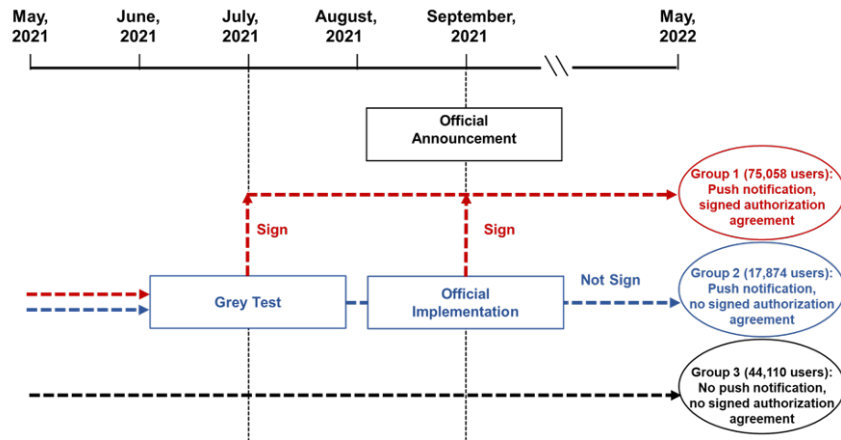 May, 2021
June, 2021
July, 2021
August, 2021
September, 2021
May, 2022
Official
Announcement
Group 1 (75,058 users):
Push notification,
signed authorization
agreement
Sign
Sign
Grey Test
Official
Implementation
Not Sign
Group 2 (17,874 users):
Push notification,
no signed authorization
agreement
Group 3 (44,110 users):
No push notification,
no signed authorization
agreement